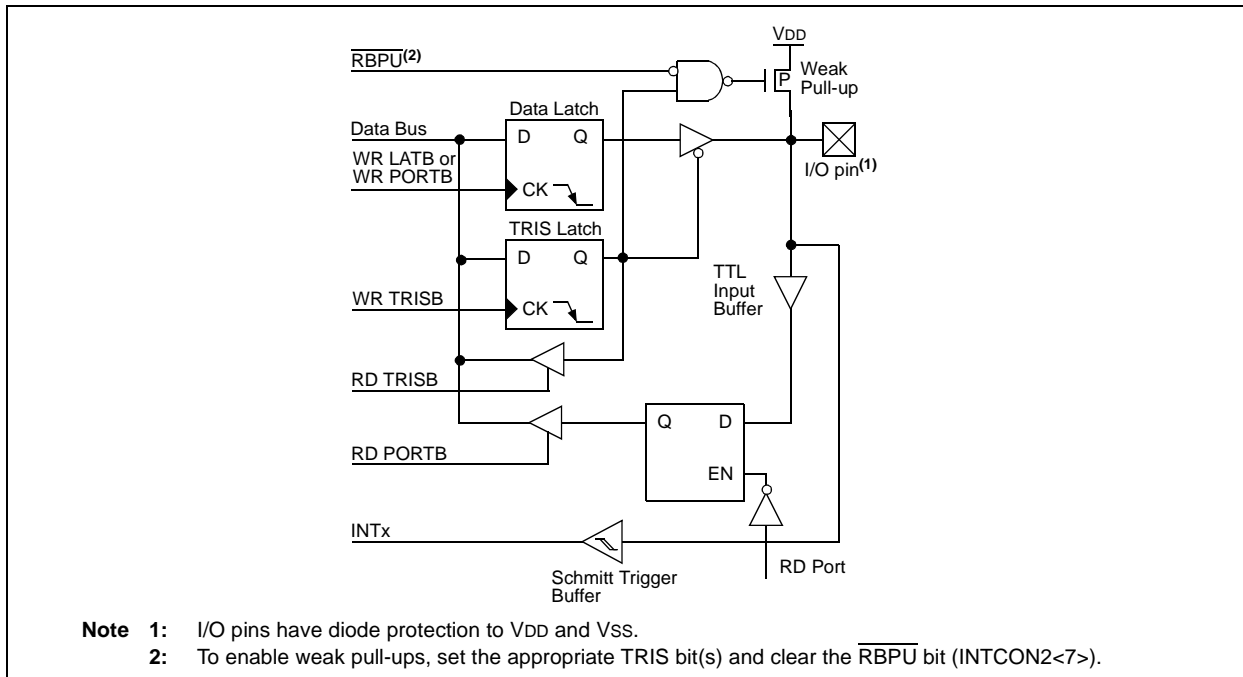 VDD
RBPU(2)
Weak
Pull-up
P
Data Latch
Data Bus
D Q
I/O pin(1)
WR LATB or
WR PORTB
CK
TRIS Latch
D Q
TTL
Input
Buffer
WR TRISB
CK
RD TRISB
Q D
RD PORTB
EN
INTx
RD Port
Schmitt Trigger
Buffer
Note 1: I/O pins have diode protection to VDD and VSS.
2: To enable weak pull-ups, set the appropriate TRIS bit(s) and clear the RBPU bit (INTCON2<7>).